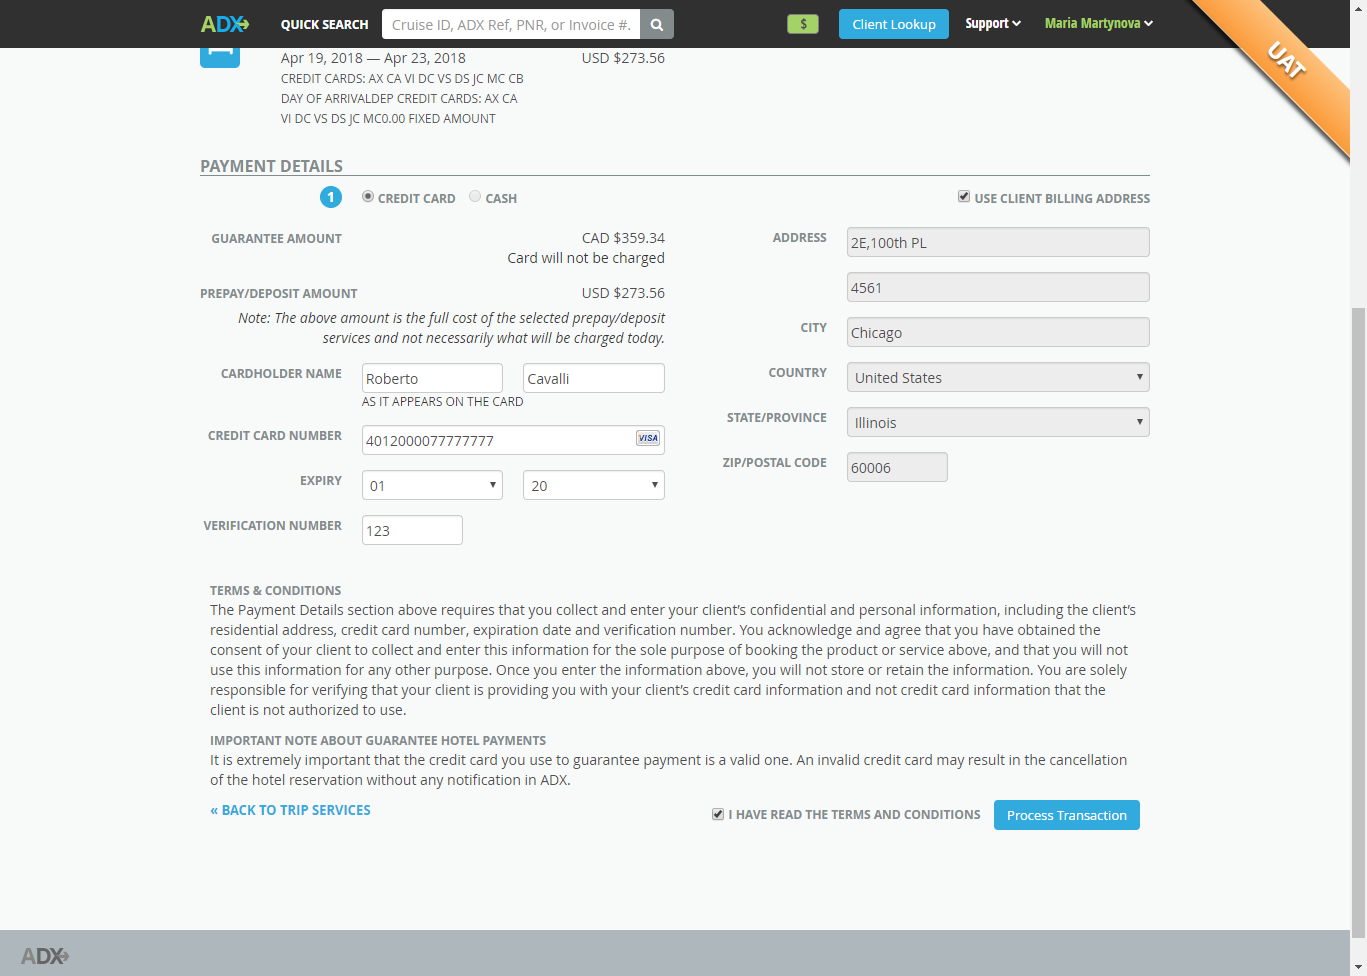 ADX
QUICK SEARCH
Cruise ID, ADX Ref, PNR, or Invoice #.
$
Client Lookup
Support
Maria Martynova
UAT
Apr 19, 2018 — Apr 23, 2018
USD $273.56
CREDIT CARDS: AX CA VI DC VS DS JC MC CB
DAY OF ARRIVALDEP CREDIT CARDS: AX CA
VI DC VS DS JC MC0.00 FIXED AMOUNT
PAYMENT DETAILS
1
CREDIT CARD
CASH
USE CLIENT BILLING ADDRESS
GUARANTEE AMOUNT
CAD $359.34
Card will not be charged
PREPAY/DEPOSIT AMOUNT
USD $273.56
Note: The above amount is the full cost of the selected prepay/deposit
services and not necessarily what will be charged today.
CARDHOLDER NAME
Roberto
Cavalli
AS IT APPEARS ON THE CARD
CREDIT CARD NUMBER
4012000077777777
VISA
EXPIRY
01
20
VERIFICATION NUMBER
123
ADDRESS
2E,100th PL
4561
CITY
Chicago
COUNTRY
United States
STATE/PROVINCE
Illinois
ZIP/POSTAL CODE
60006
TERMS & CONDITIONS
The Payment Details section above requires that you collect and enter your client's confidential and personal information, including the client's
residential address, credit card number, expiration date and verification number. You acknowledge and agree that you have obtained the
consent of your client to collect and enter this information for the sole purpose of booking the product or service above, and that you will not
use this information for any other purpose. Once you enter the information above, you will not store or retain the information. You are solely
responsible for verifying that your client is providing you with your client's credit card information and not credit card information that the
client is not authorized to use.
IMPORTANT NOTE ABOUT GUARANTEE HOTEL PAYMENTS
It is extremely important that the credit card you use to guarantee payment is a valid one. An invalid credit card may result in the cancellation
of the hotel reservation without any notification in ADX.
« BACK TO TRIP SERVICES
I HAVE READ THE TERMS AND CONDITIONS
Process Transaction
ADX